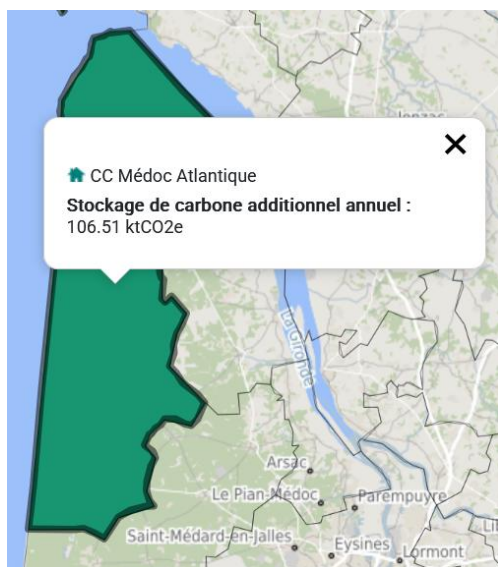 CC Médoc Atlantique
Stockage de carbone additionnel annuel :
106.51 ktCO2e
La Gironde
Arsac
Le Pian-Médoc
Parempuyre
Saint-Médard-en-Jalles
Eysines
Lormont